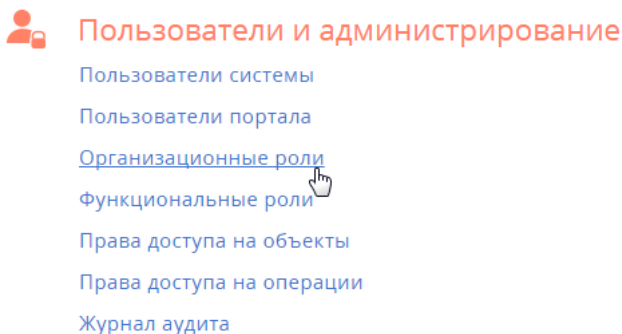 Пользователи и администрирование
Пользователи системы
Пользователи портала
Организационные роли
Функциональные роли
Права доступа на объекты
Права доступа на операции
Журнал аудита